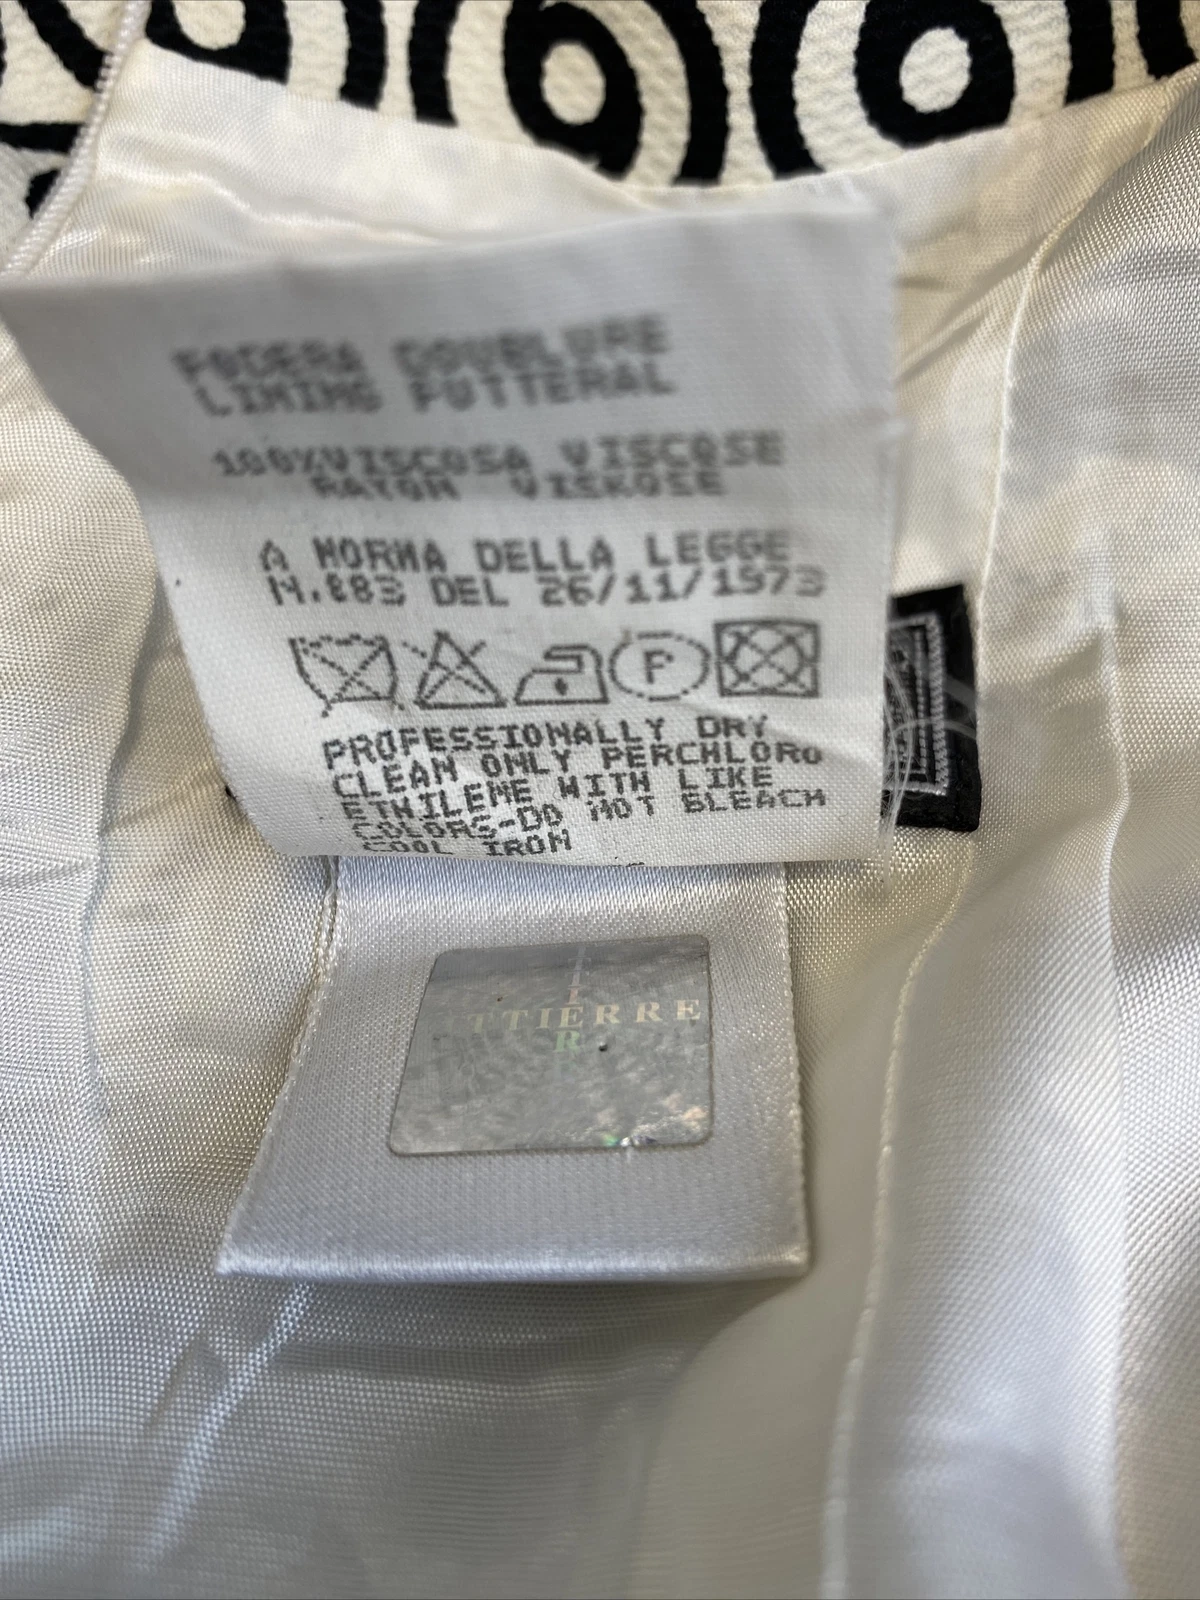 FODERA DOUBLURE
LINING FUTTERAL
100%VISCOSA VISCOSE
RAYON VISKOSE
A NORMA DELLA LEGGE
N.883 DEL 26/11/1973
P
PROFESSIONALLY DRY
CLEAN ONLY PERCHLORO
ETHILENE WITH LIKE
COLORS-DO NOT BLEACH
COOL IRON
ITTIERRE